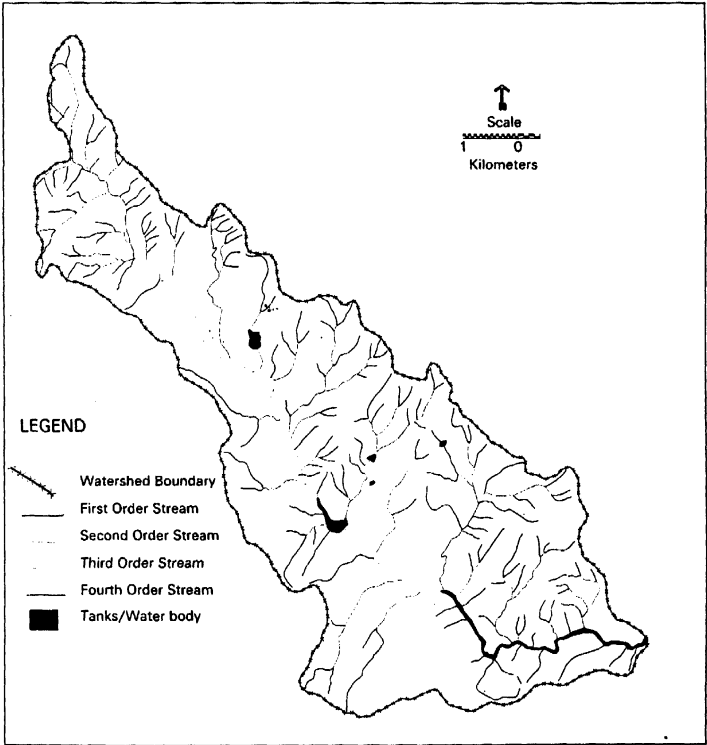 Scale
1 0
Kilometers
LEGEND
Watershed Boundary
First Order Stream
Second Order Stream
Third Order Stream
Fourth Order Stream
Tanks/Water body